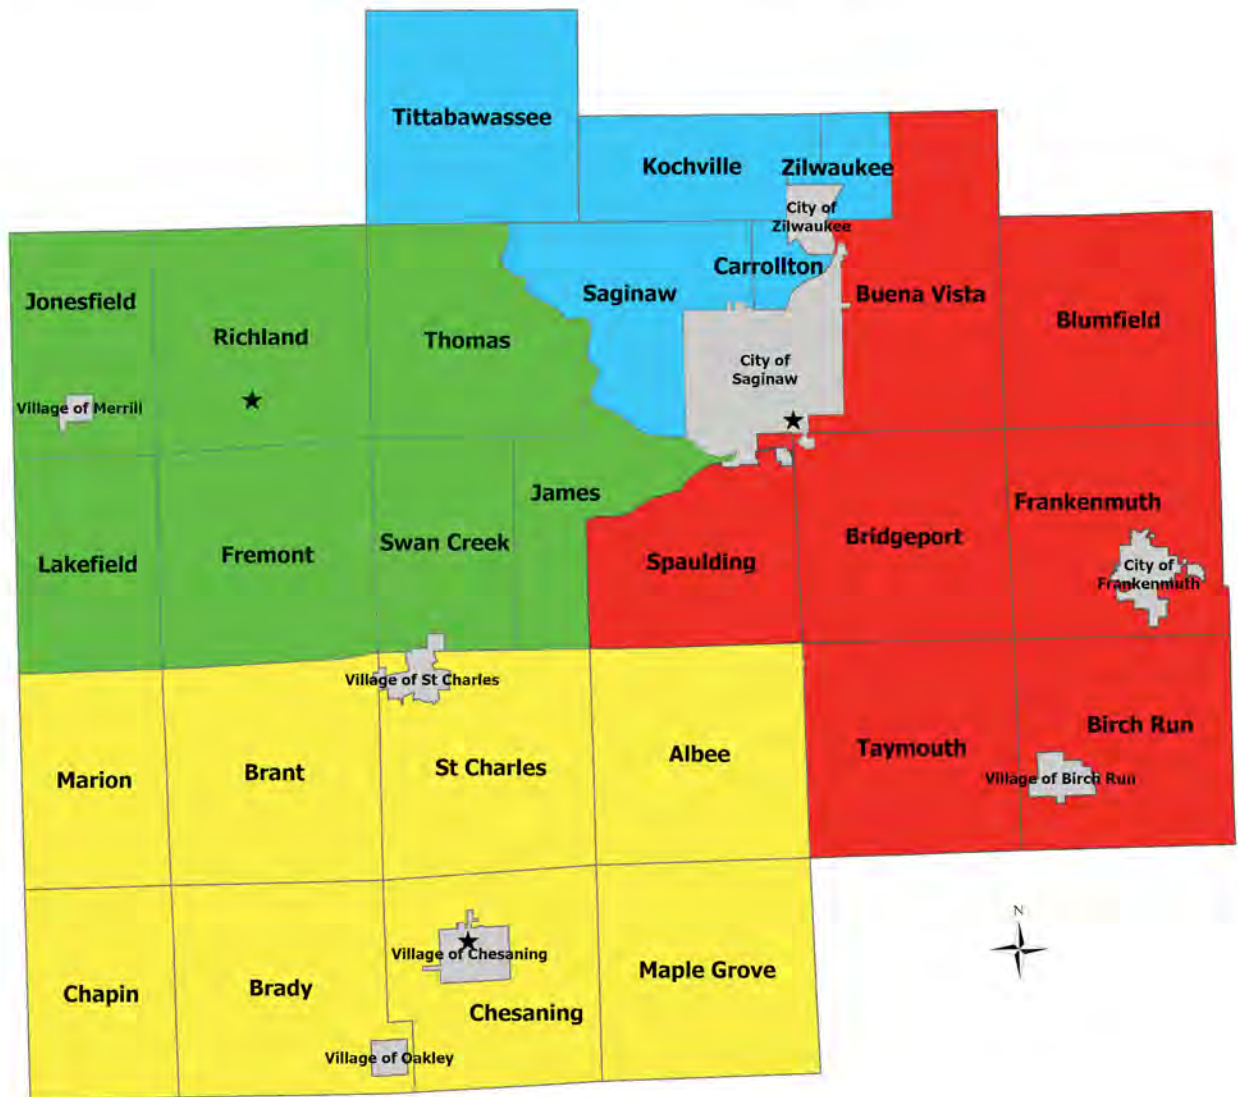 Tittabawassee
Kochville
Zilwaukee
City of
Zilwaukee
Carrollton
Saginaw
Buena Vista
Jonesfield
Richland
Thomas
Blumfield
City of
Saginaw
Village of Merrill
James
Frankenmuth
Lakefield
Fremont
Swan Creek
Spaulding
Bridgeport
City of
Frankenmuth
Village of St Charles
Marion
Brant
St Charles
Albee
Taymouth
Birch Run
Village of Birch Run
N
Village of Chesaning
Chapin
Brady
Chesaning
Maple Grove
Village of Oakley